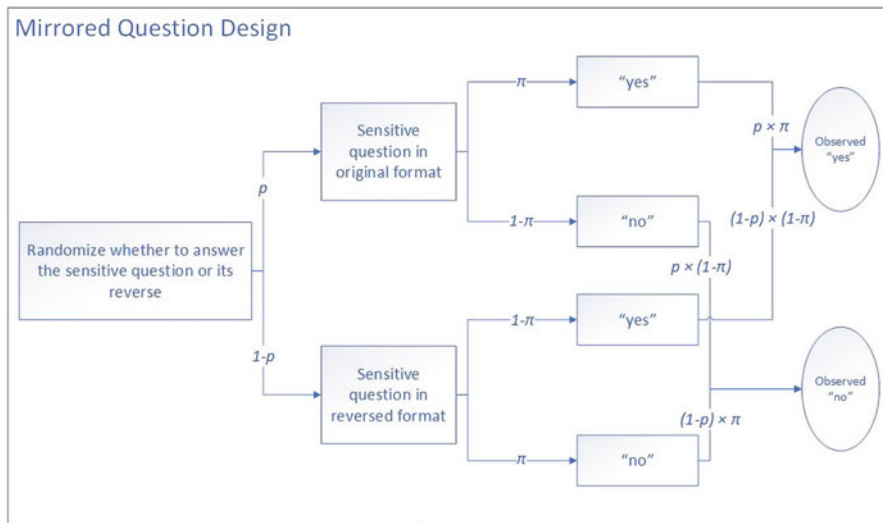 Mirrored Question Design
π
"yes"
Sensitive
question in
original format
p × π
Observed
"yes"
p
1-π
"no"
(1-p) × (1-π)
Randomize whether to answer
the sensitive question or its
reverse
p × (1-π)
1-π
"yes"
1-p
Sensitive
question in
reversed format
Observed
"no"
(1-p) × π
π
"no"